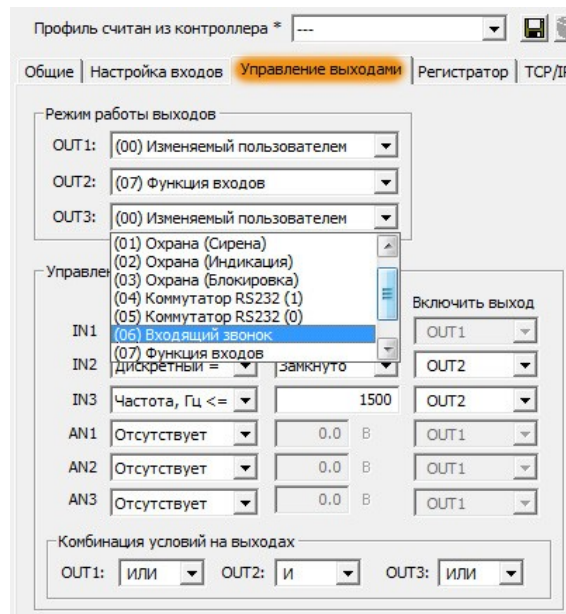 Профиль считан из контроллера * ---
Общие Настройка входов Управление выходами Регистратор TCP/IP
Режим работы выходов
OUT1: (00) Изменяемый пользователем
OUT2: (07) Функция входов
OUT3: (00) Изменяемый пользователем
(01) Охрана (Сирена)
(02) Охрана (Индикация)
(03) Охрана (Блокировка)
(04) Коммутатор RS232 (1)
(05) Коммутатор RS232 (0)
(06) Входящий звонок
(07) Функция входов
Управле
Включить выход
IN1 OUT1
IN2 Дискретный = Замкнуто OUT2
IN3 Частота, Гц <= 1500 OUT2
AN1 Отсутствует 0.0 В OUT1
AN2 Отсутствует 0.0 В OUT1
AN3 Отсутствует 0.0 В OUT1
Комбинация условий на выходах
OUT1: ИЛИ OUT2: И OUT3: ИЛИ